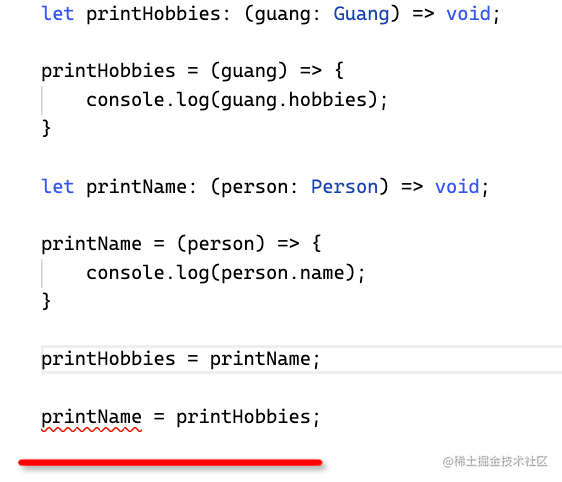 let printHobbies: (guang: Guang) => void;
printHobbies = (guang) => {
console.log(guang.hobbies);
}
let printName: (person: Person) => void;
printName = (person) => {
console.log(person.name);
}
printHobbies = printName;
printName = printHobbies;
@稀土掘金技术社区